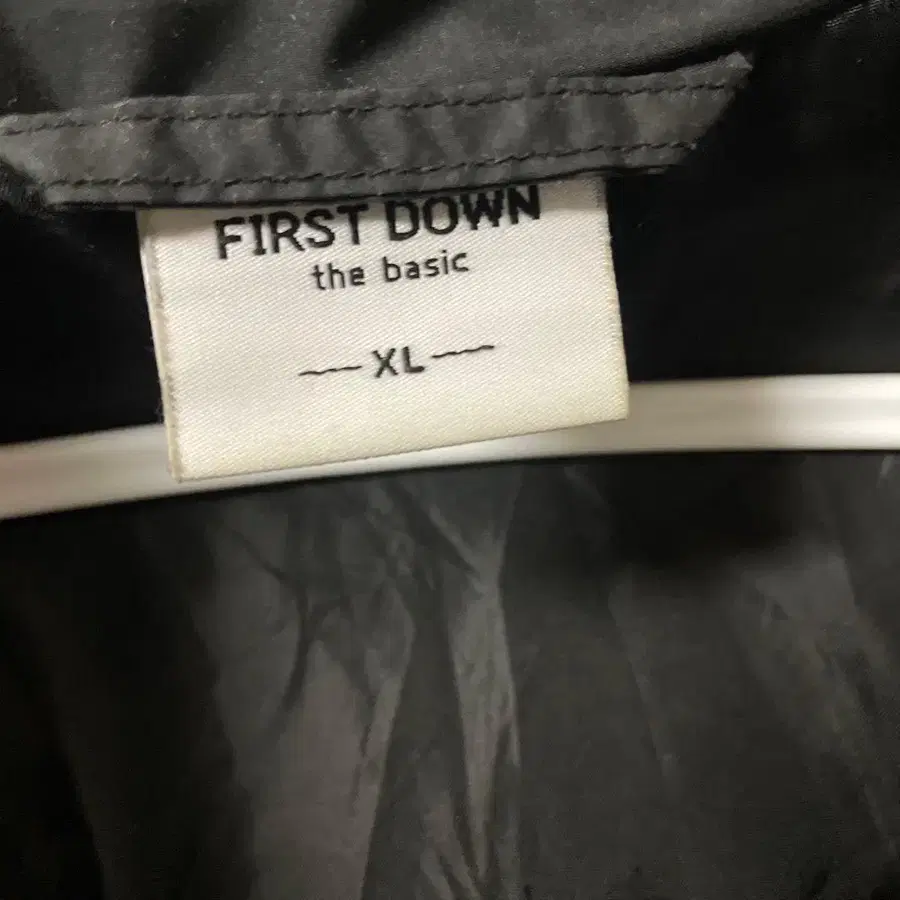 FIRST DOWN
the basic
XL